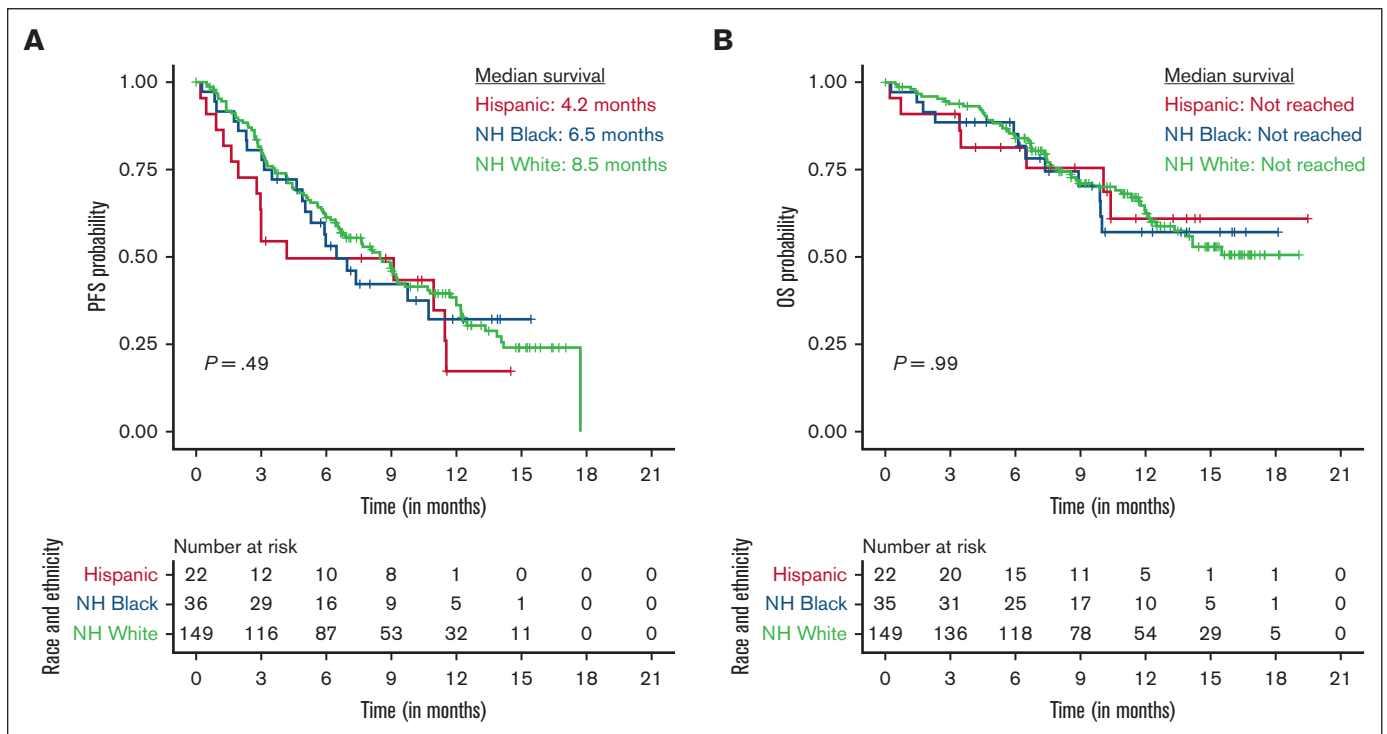 A
PFS probability
1.00
0.75
0.50
0.25
0.00
Median survival
Hispanic: 4.2 months
NH Black: 6.5 months
NH White: 8.5 months
P = .49
0 3 6 9 12 15 18 21
Time (in months)
Race and ethnicity
Number at risk
Hispanic 22 12 10 8 1 0 0 0
NH Black 36 29 16 9 5 1 0 0
NH White 149 116 87 53 32 11 0 0
0 3 6 9 12 15 18 21
Time (in months)
B
OS probability
1.00
0.75
0.50
0.25
0.00
Median survival
Hispanic: Not reached
NH Black: Not reached
NH White: Not reached
P = .99
0 3 6 9 12 15 18 21
Time (in months)
Race and ethnicity
Number at risk
Hispanic 22 20 15 11 5 1 1 0
NH Black 35 31 25 17 10 5 1 0
NH White 149 136 118 78 54 29 5 0
0 3 6 9 12 15 18 21
Time (in months)